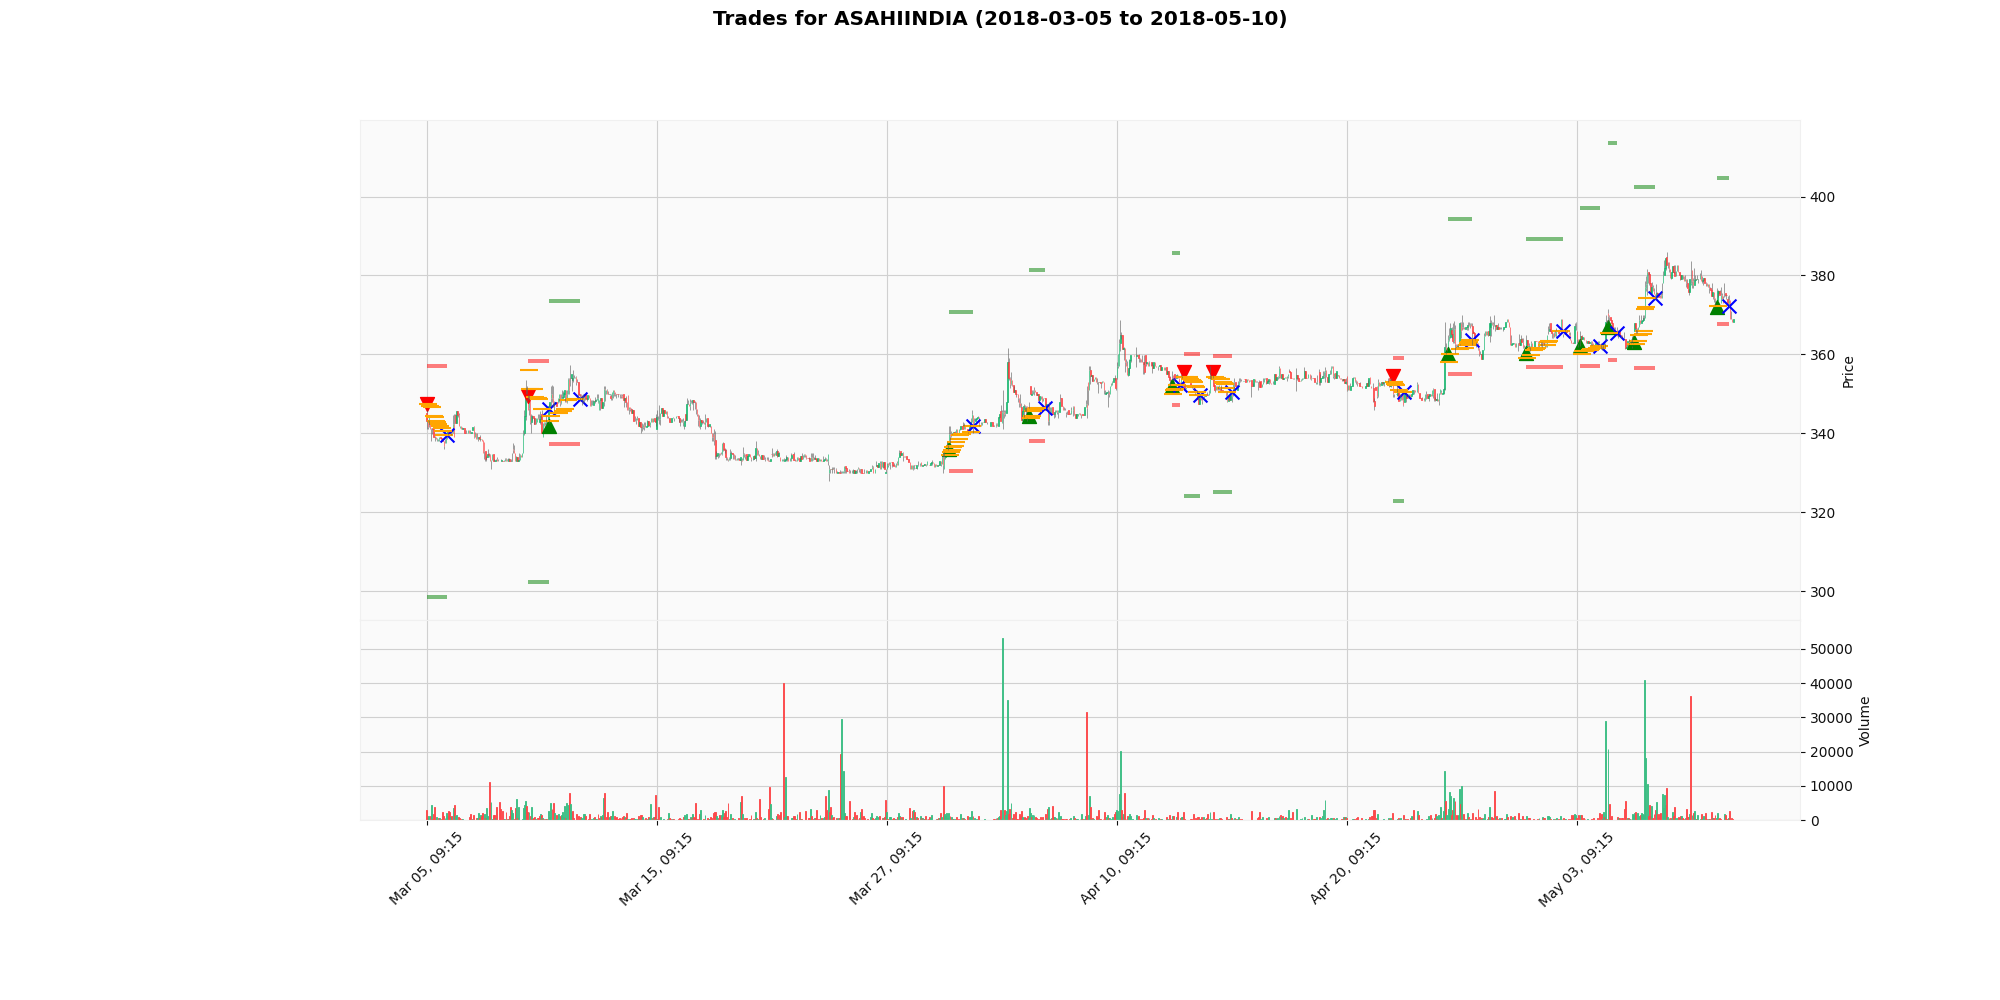 Trades for ASAHIINDIA (2018-03-05 to 2018-05-10)
400
380
360
340
320
300
Price
50000
40000
30000
20000
10000
0
Volume
Mar 05, 09:15
Mar 15, 09:15
Mar 27, 09:15
Apr 10, 09:15
Apr 20, 09:15
May 03, 09:15